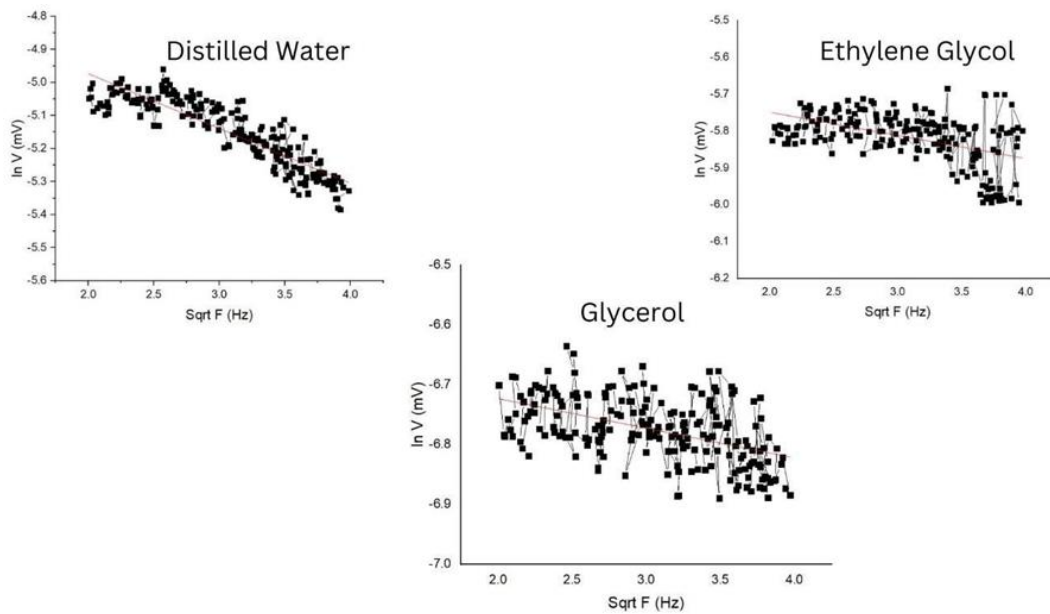 Distilled Water
-4.8
-4.9
-5.0
-5.1
-5.2
-5.3
-5.4
-5.5
-5.6
ln V (mV)
2.0 2.5 3.0 3.5 4.0
Sqrt F (Hz)
Ethylene Glycol
-5.5
-5.6
-5.7
-5.8
-5.9
-6.0
-6.1
-6.2
ln V (mV)
2.0 2.5 3.0 3.5 4.0
Sqrt F (Hz)
Glycerol
-6.5
-6.6
-6.7
-6.8
-6.9
-7.0
ln V (mV)
2.0 2.5 3.0 3.5 4.0
Sqrt F (Hz)